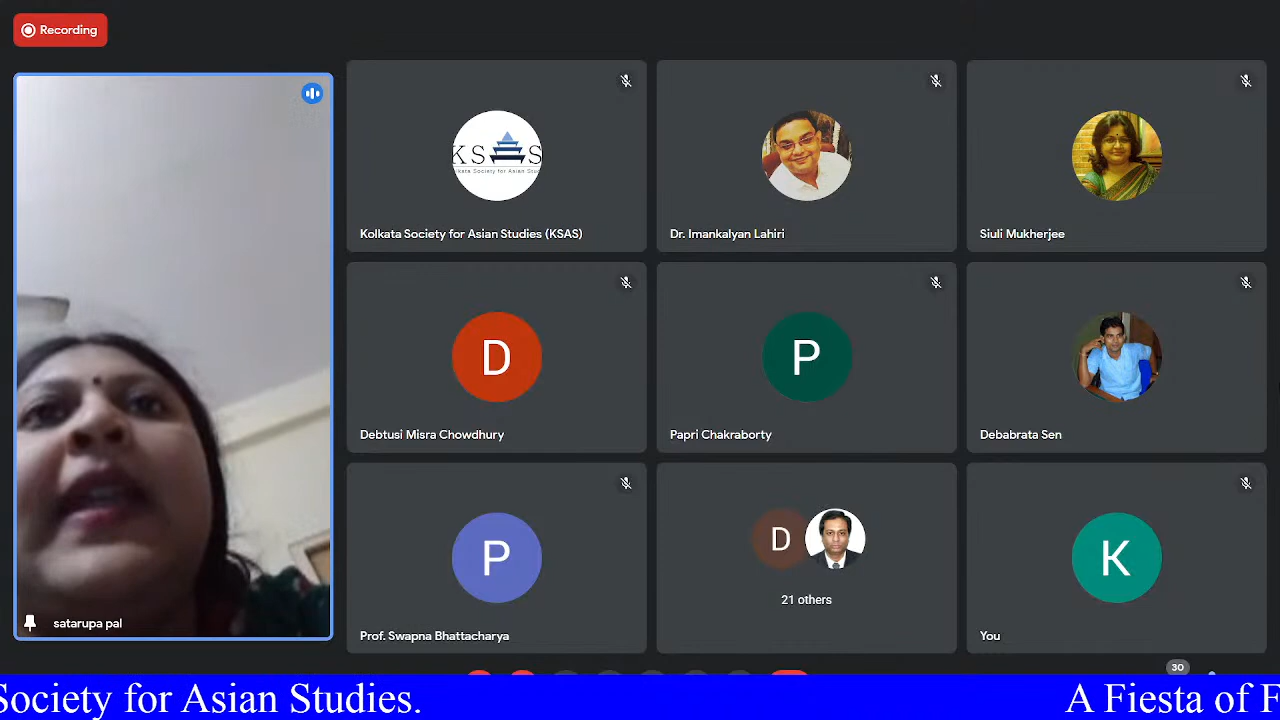 Recording
KSAS
Kolkata Society for Asian Studies (KSAS)
Dr. Imankalyan Lahiri
Siuli Mukherjee
D
Debtusi Misra Chowdhury
P
Papri Chakraborty
Debabrata Sen
satarupa pal
P
Prof. Swapna Bhattacharya
D
21 others
K
You
30
Society for Asian Studies. A Fiesta of F